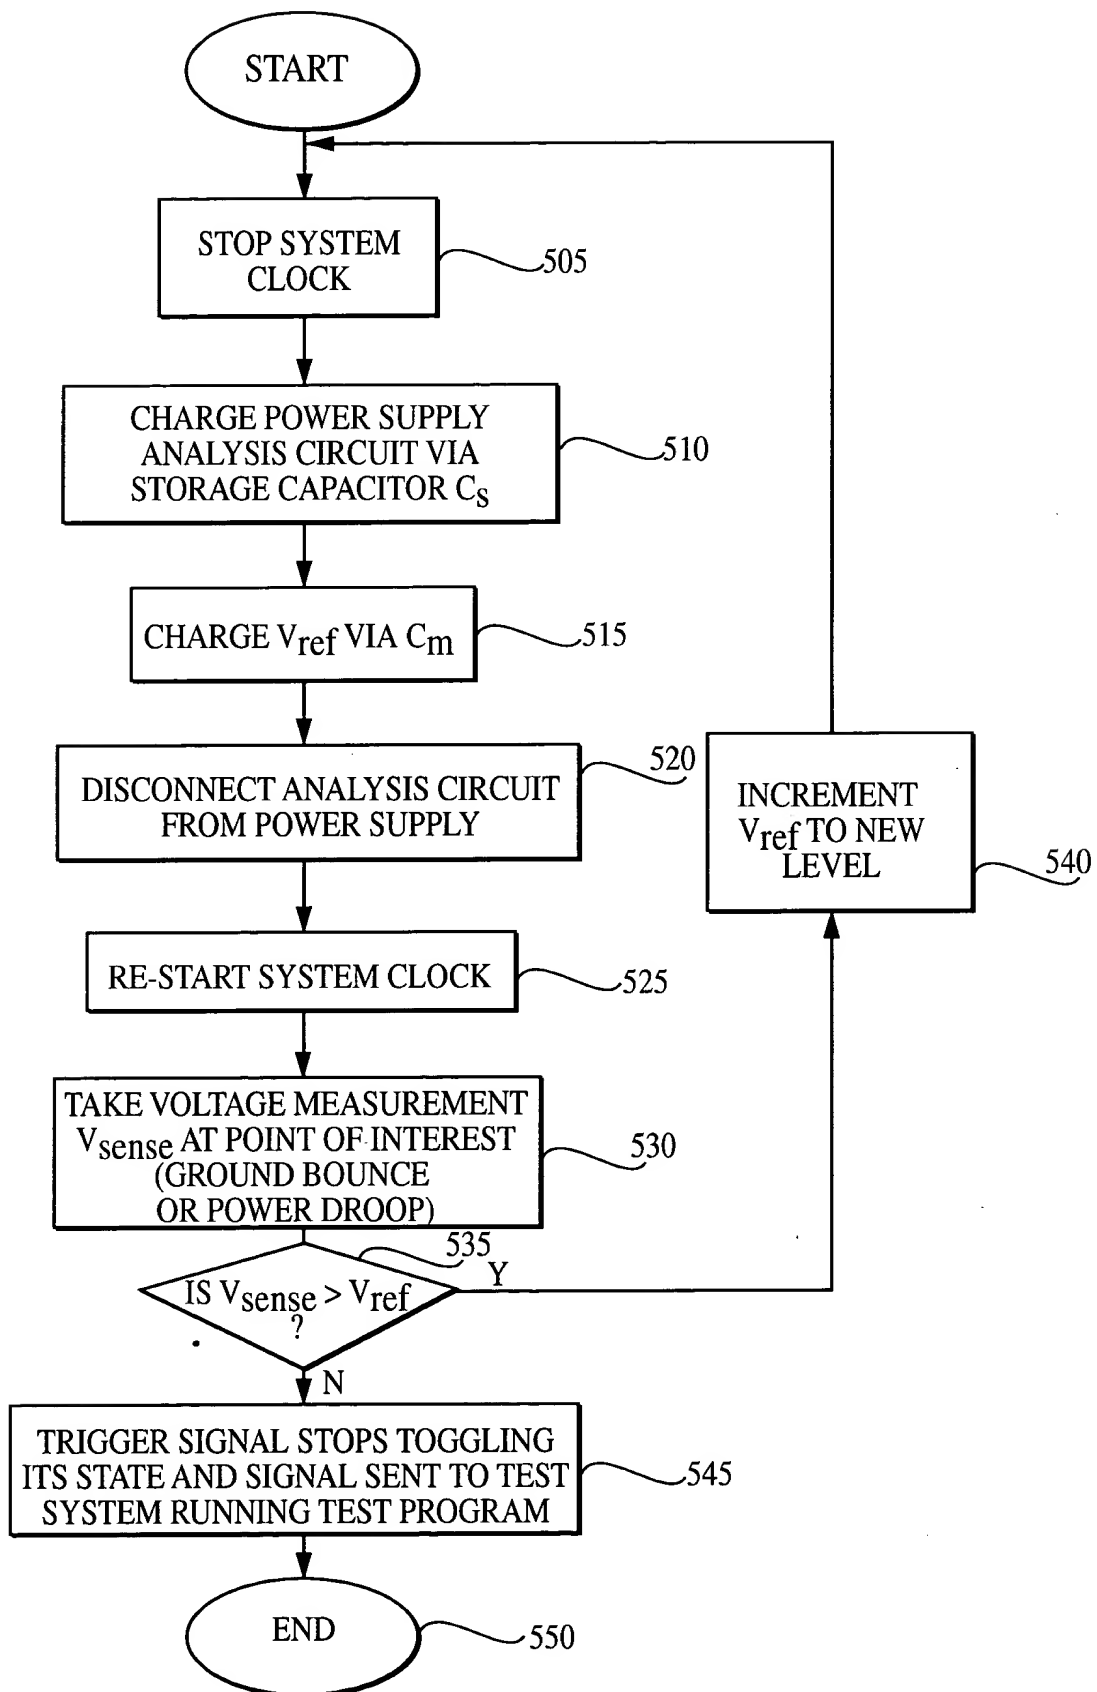 START
STOP SYSTEM
CLOCK
505
CHARGE POWER SUPPLY
ANALYSIS CIRCUIT VIA
STORAGE CAPACITOR Cs
510
CHARGE Vref VIA Cm
515
DISCONNECT ANALYSIS CIRCUIT
FROM POWER SUPPLY
520
INCREMENT
Vref TO NEW
LEVEL
540
RE-START SYSTEM CLOCK
525
TAKE VOLTAGE MEASUREMENT
Vsense AT POINT OF INTEREST
(GROUND BOUNCE
OR POWER DROOP)
530
535
IS Vsense > Vref
?
Y
N
TRIGGER SIGNAL STOPS TOGGLING
ITS STATE AND SIGNAL SENT TO TEST
SYSTEM RUNNING TEST PROGRAM
545
END
550